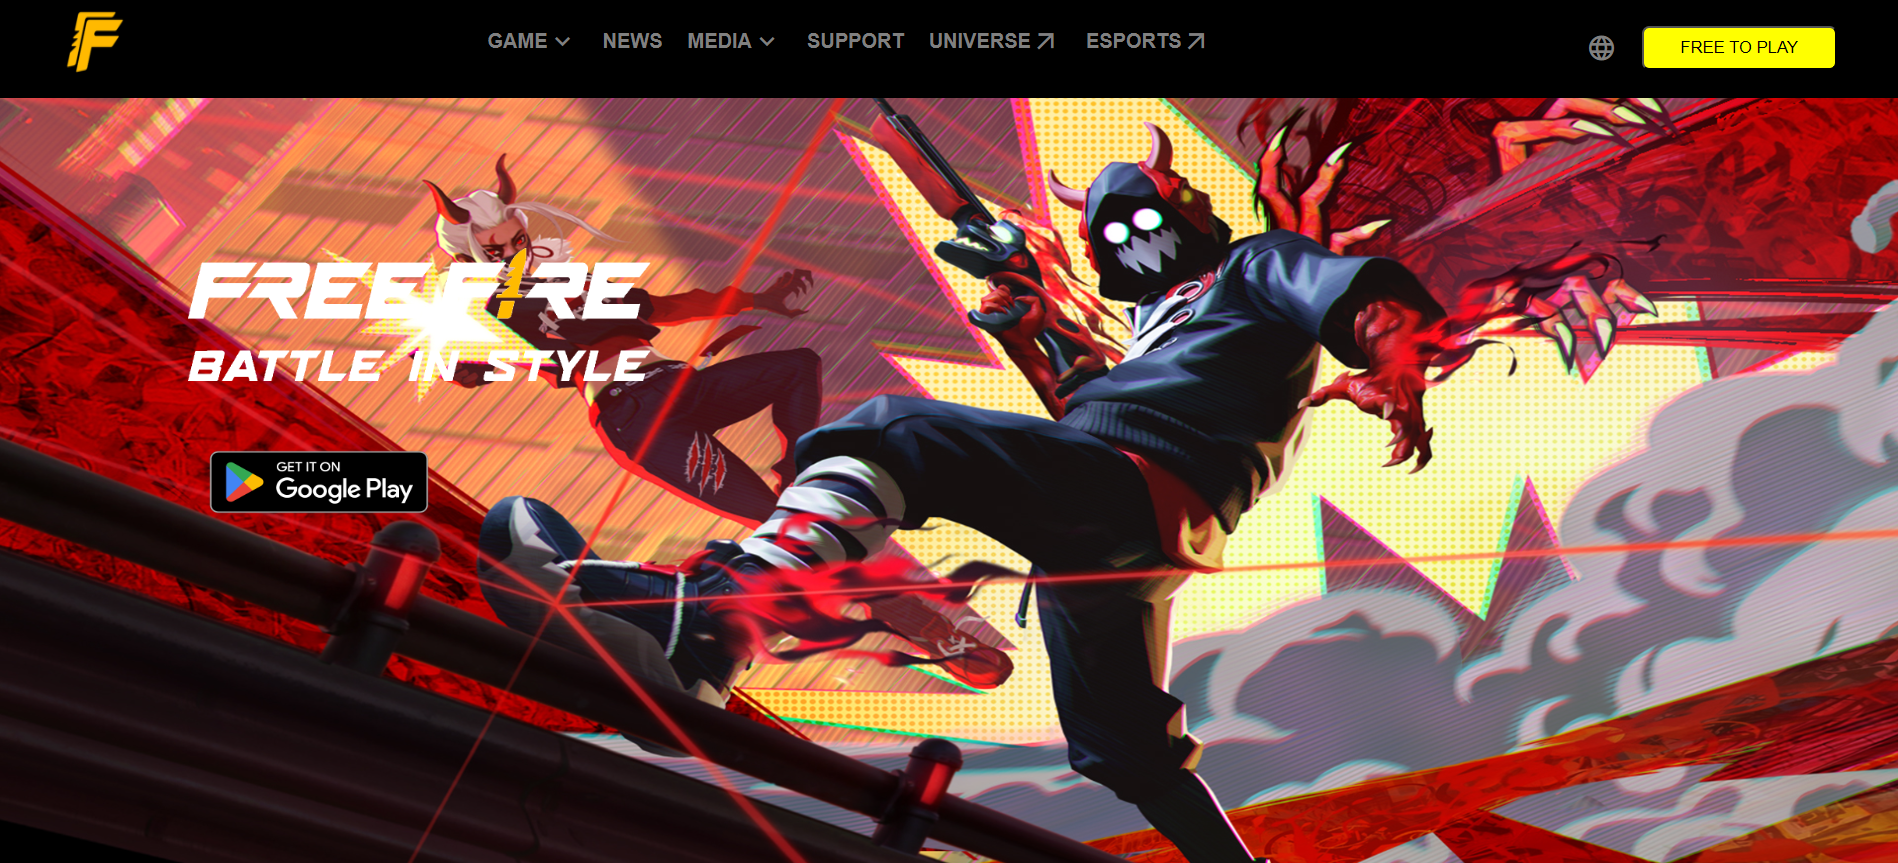 GAME NEWS MEDIA SUPPORT UNIVERSE ESPORTS
FREE TO PLAY
FREE FIRE
BATTLE IN STYLE
GET IT ON
Google Play